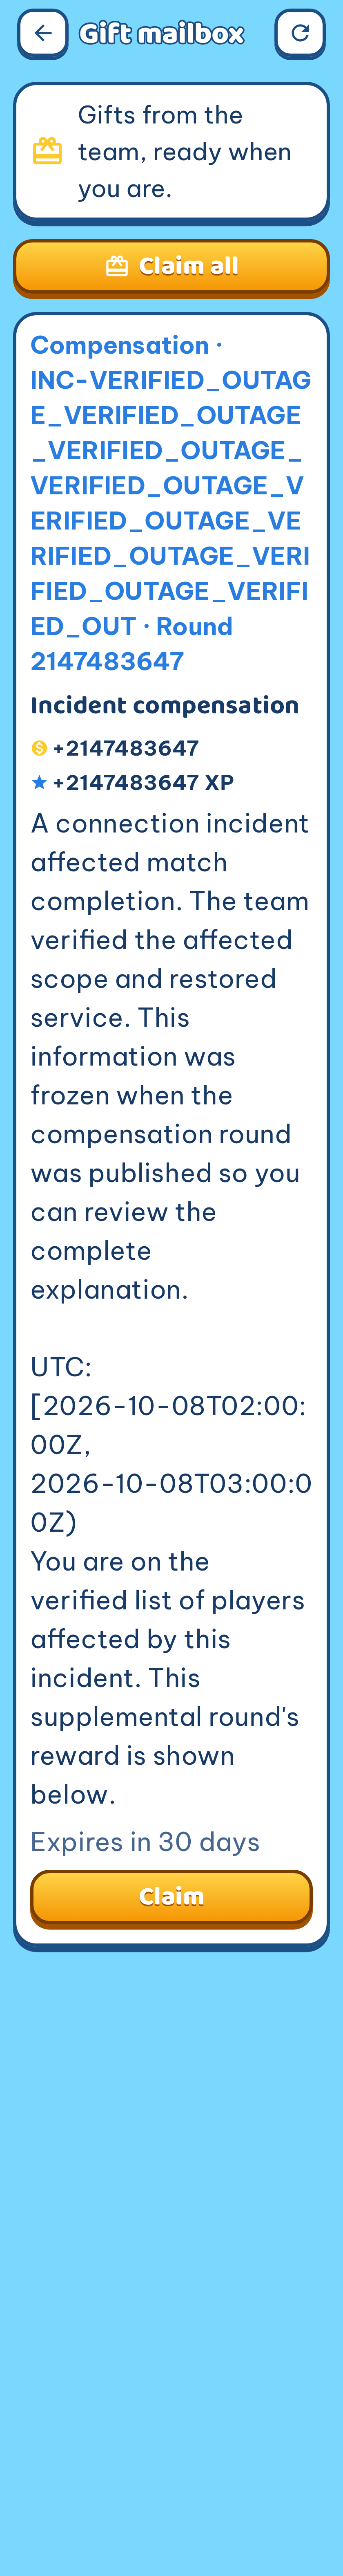 Gift mailbox
Gifts from the
team, ready when
you are.
Claim all
Compensation ·
INC-VERIFIED_OUTAG
E_VERIFIED_OUTAGE
_VERIFIED_OUTAGE_
VERIFIED_OUTAGE_V
ERIFIED_OUTAGE_VE
RIFIED_OUTAGE_VERI
FIED_OUTAGE_VERIFI
ED_OUT · Round
2147483647
Incident compensation
+2147483647
+2147483647 XP
A connection incident
affected match
completion. The team
verified the affected
scope and restored
service. This
information was
frozen when the
compensation round
was published so you
can review the
complete
explanation.
UTC:
[2026-10-08T02:00:
00Z,
2026-10-08T03:00:0
0Z)
You are on the
verified list of players
affected by this
incident. This
supplemental round's
reward is shown
below.
Expires in 30 days
Claim